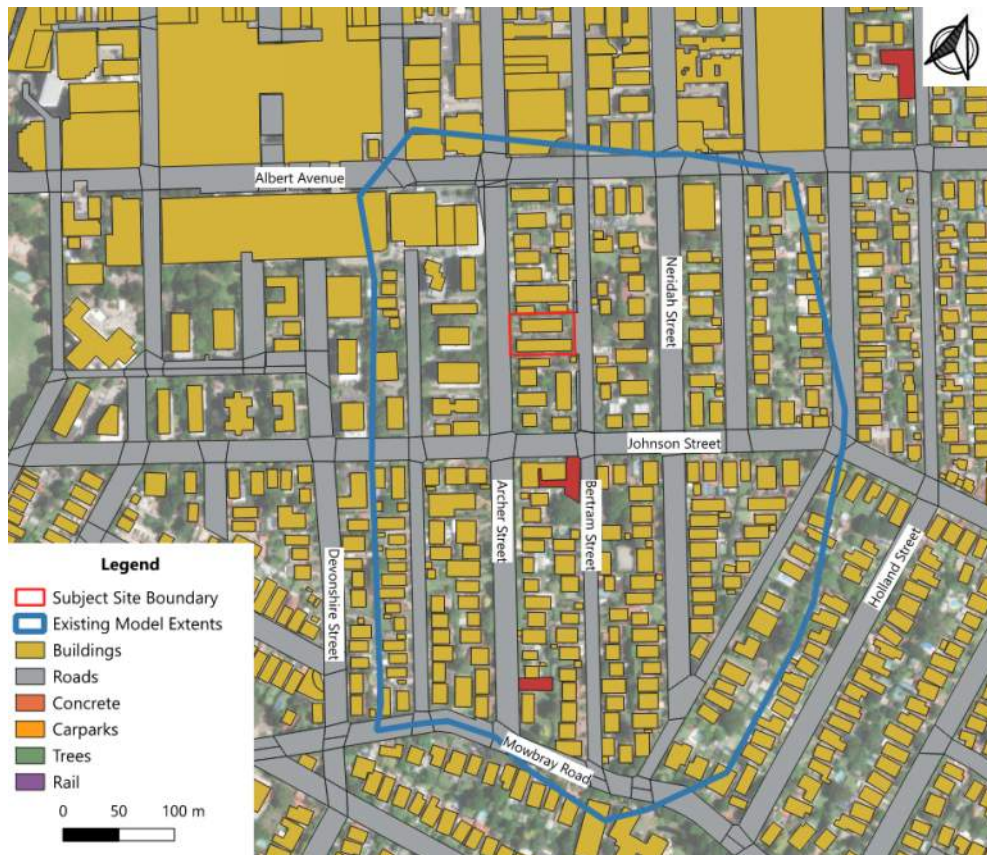 Albert Avenue
Neridah Street
Johnson Street
Archer Street
Bertram Street
Devonshire Street
Holland Street
Mowbray Road
Legend
Subject Site Boundary
Existing Model Extents
Buildings
Roads
Concrete
Carparks
Trees
Rail
0 50 100 m